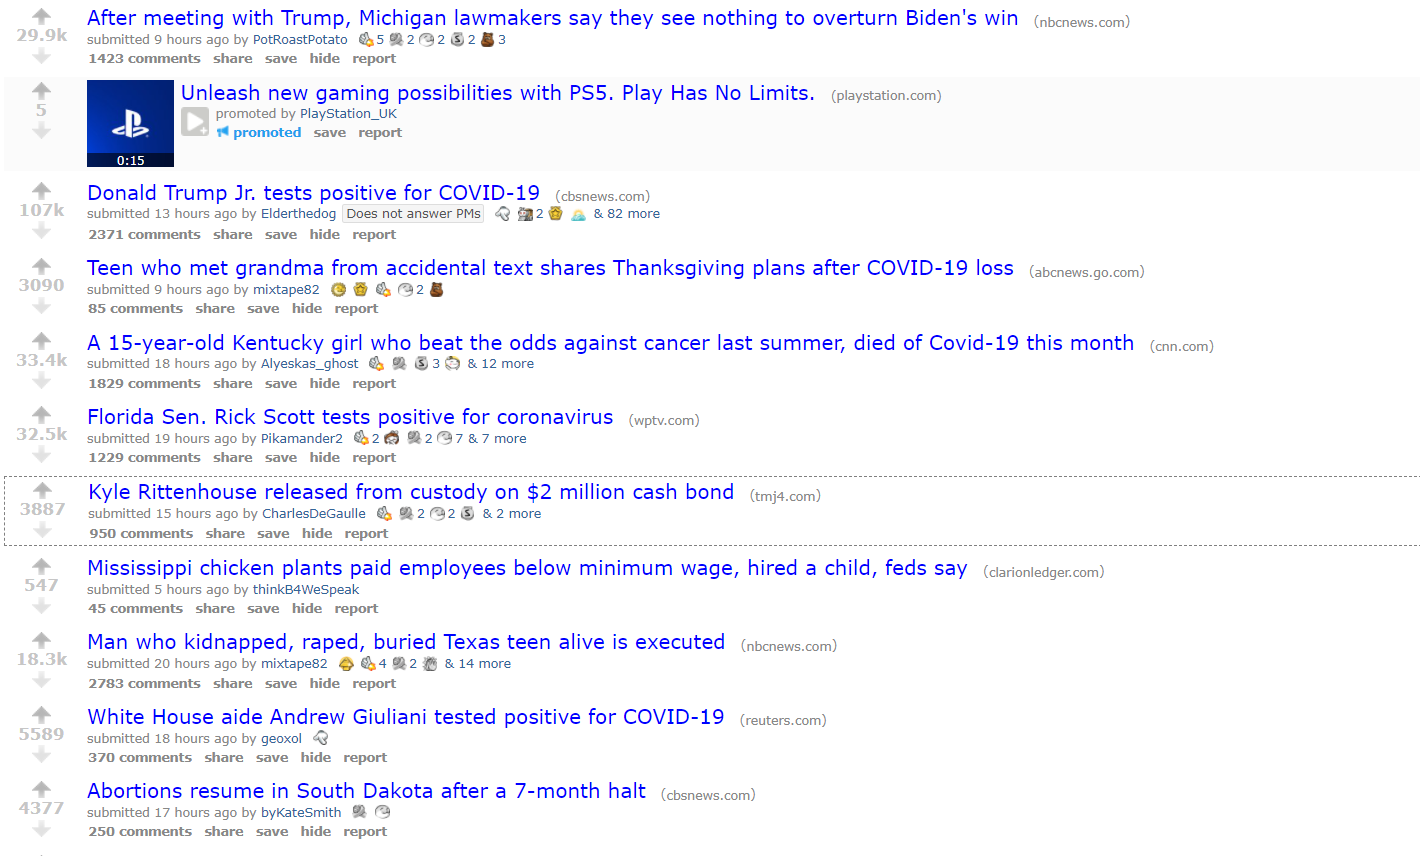 After meeting with Trump, Michigan lawmakers say they see nothing to overturn Biden's win (nbcnews.com)
29.9k submitted 9 hours ago by PotRoastPotato 5 2 2 2 3
1423 comments share save hide report
Unleash new gaming possibilities with PS5. Play Has No Limits. (playstation.com)
5 promoted by PlayStation_UK
promoted save report
0:15
Donald Trump Jr. tests positive for COVID-19 (cbsnews.com)
107k submitted 13 hours ago by Elderthedog Does not answer PMs 2 & 82 more
2371 comments share save hide report
Teen who met grandma from accidental text shares Thanksgiving plans after COVID-19 loss (abcnews.go.com)
3090 submitted 9 hours ago by mixtape82 2
85 comments share save hide report
A 15-year-old Kentucky girl who beat the odds against cancer last summer, died of Covid-19 this month (cnn.com)
33.4k submitted 18 hours ago by Alyeskas_ghost 3 & 12 more
1829 comments share save hide report
Florida Sen. Rick Scott tests positive for coronavirus (wptv.com)
32.5k submitted 19 hours ago by Pikamander2 2 2 7 & 7 more
1229 comments share save hide report
Kyle Rittenhouse released from custody on $2 million cash bond (tmj4.com)
3887 submitted 15 hours ago by CharlesDeGaulle 2 2 & 2 more
950 comments share save hide report
Mississippi chicken plants paid employees below minimum wage, hired a child, feds say (clarionledger.com)
547 submitted 5 hours ago by thinkB4WeSpeak
45 comments share save hide report
Man who kidnapped, raped, buried Texas teen alive is executed (nbcnews.com)
18.3k submitted 20 hours ago by mixtape82 4 2 & 14 more
2783 comments share save hide report
White House aide Andrew Giuliani tested positive for COVID-19 (reuters.com)
5589 submitted 18 hours ago by geoxol
370 comments share save hide report
Abortions resume in South Dakota after a 7-month halt (cbsnews.com)
4377 submitted 17 hours ago by byKateSmith
250 comments share save hide report